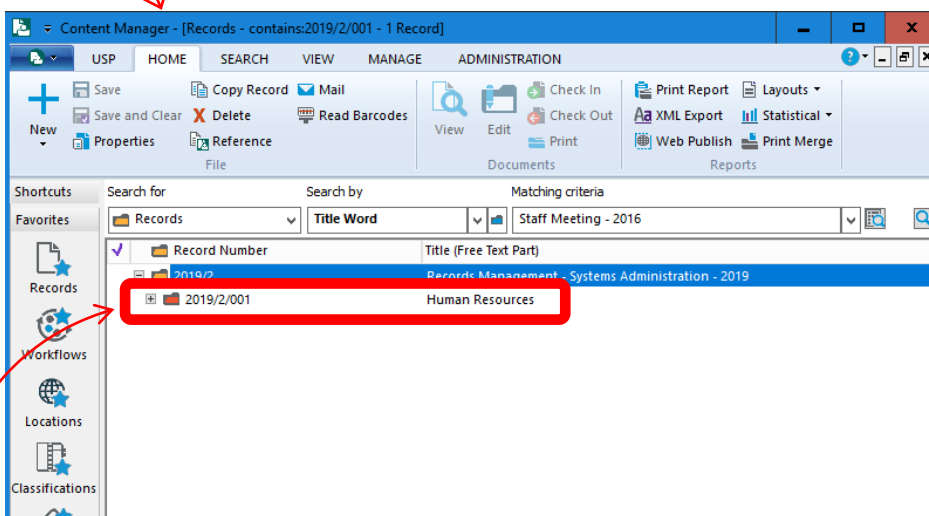 Content Manager - [Records - contains:2019/2/001 - 1 Record]
USP HOME SEARCH VIEW MANAGE ADMINISTRATION
Save Copy Record Mail Check In Print Report Layouts
New Save and Clear Delete Read Barcodes View Edit Check Out XML Export Statistical
Properties Reference Print Web Publish Print Merge
File Documents Reports
Shortcuts Search for Search by Matching criteria
Favorites Records Title Word Staff Meeting - 2016
Record Number Title (Free Text Part)
2019/2 Records Management - Systems Administration - 2019
Records
2019/2/001 Human Resources
Workflows
Locations
Classifications